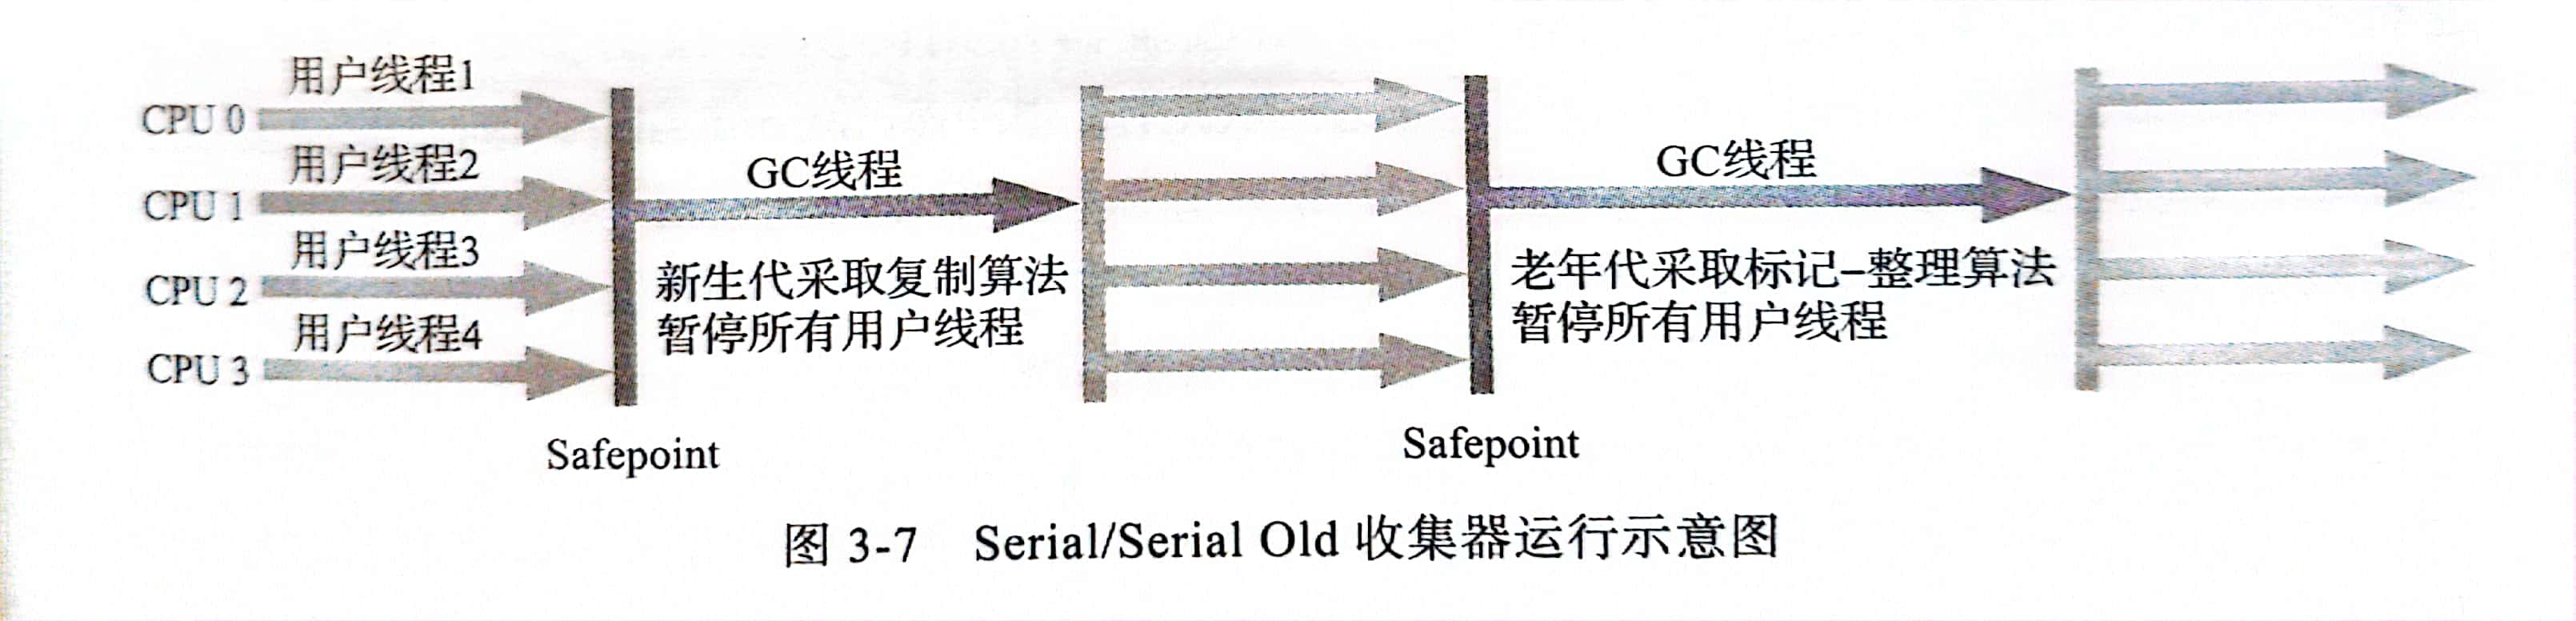 用户线程1
CPU 0
用户线程2
CPU 1
用户线程3
CPU 2
用户线程4
CPU 3
Safepoint
GC线程
新生代采取复制算法
暂停所有用户线程
Safepoint
GC线程
老年代采取标记–整理算法
暂停所有用户线程
图 3-7 Serial/Serial Old 收集器运行示意图